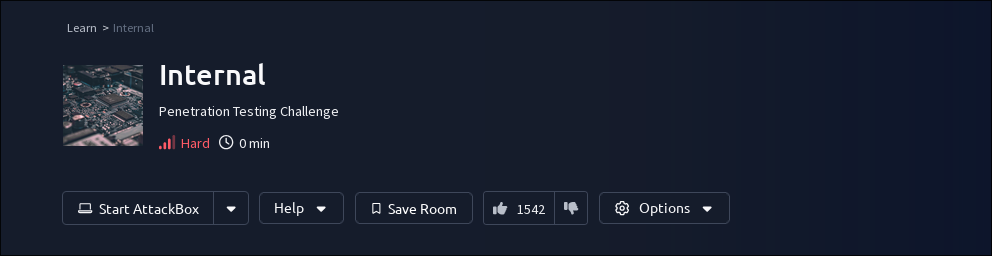 Learn > Internal
Internal
Penetration Testing Challenge
Hard 0 min
Start AttackBox Help Save Room 1542 Options